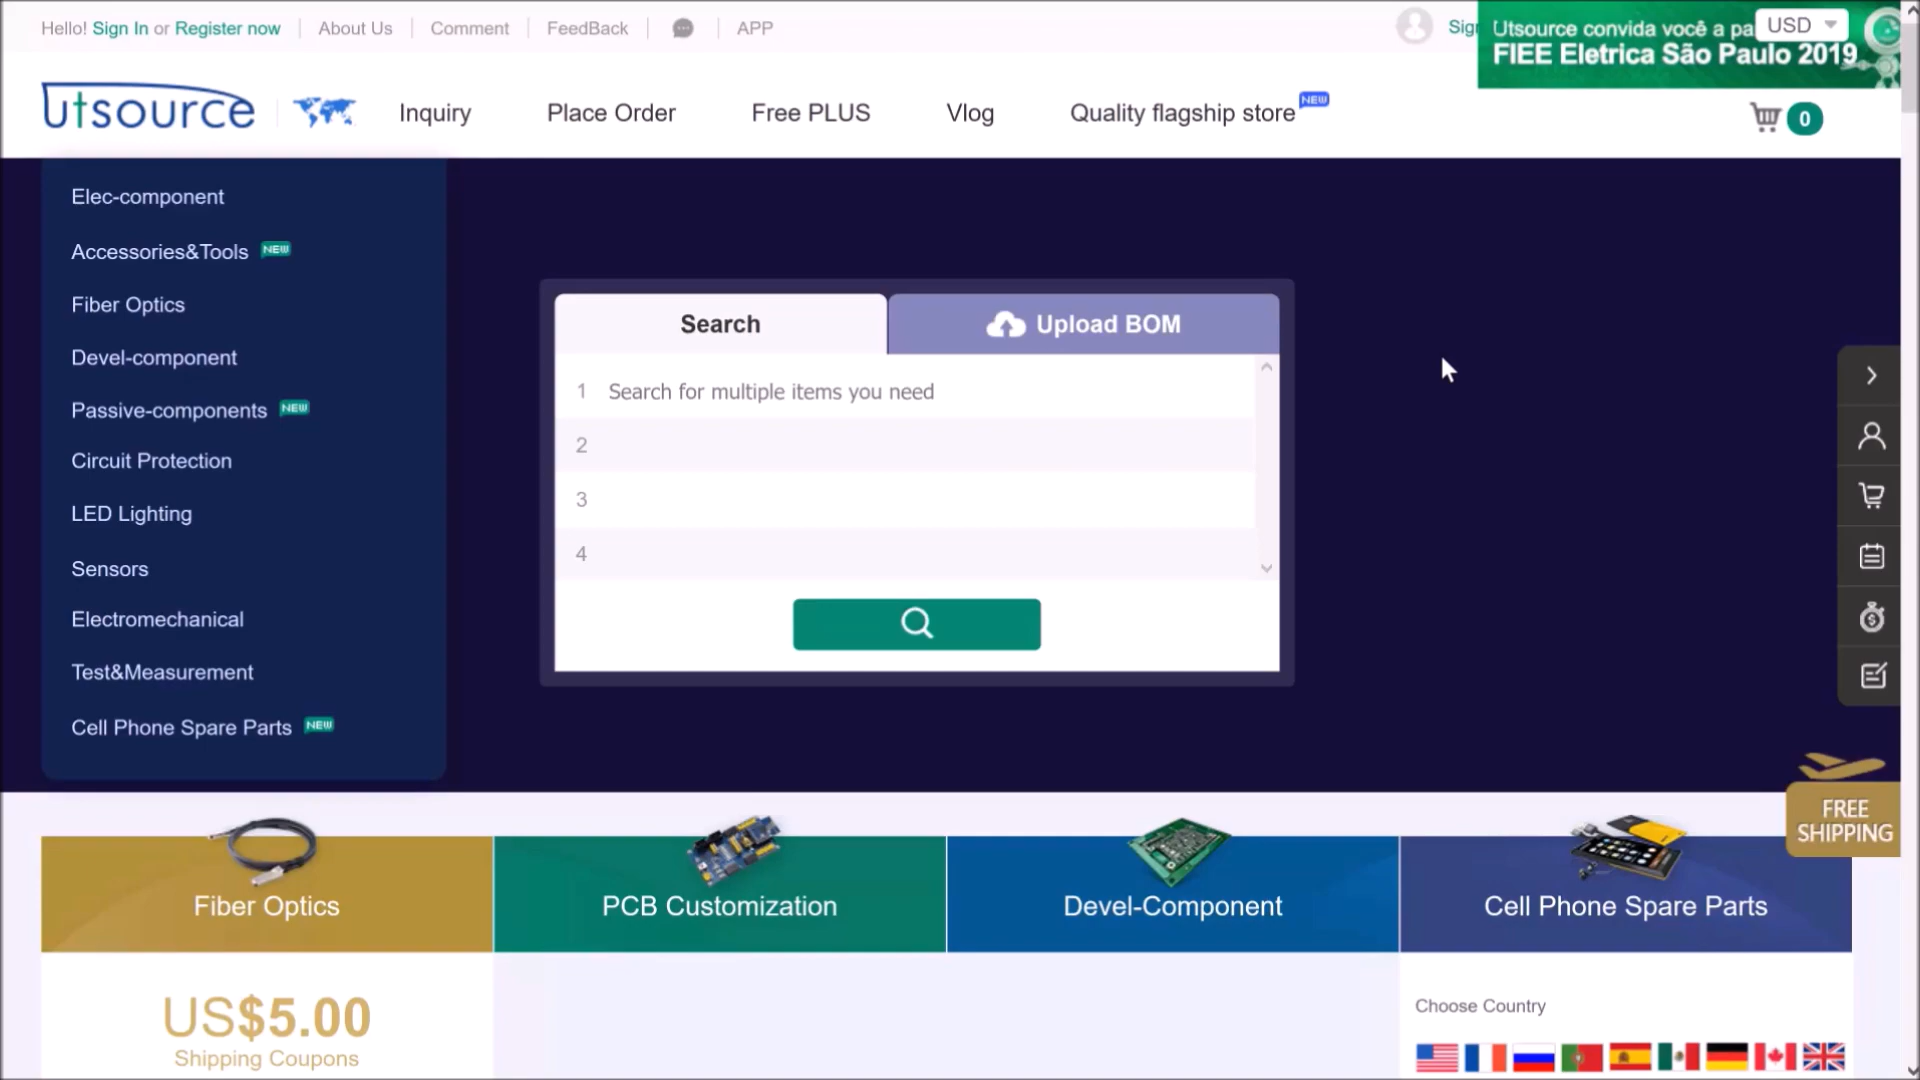 Hello! Sign In or Register now
About Us
Comment
FeedBack
APP
Sig
Utsource convida você a pa
FIEE Eletrica São Paulo 2019
USD
utsource
Inquiry
Place Order
Free PLUS
Vlog
Quality flagship store NEW
0
Elec-component
Accessories&Tools NEW
Fiber Optics
Devel-component
Passive-components NEW
Circuit Protection
LED Lighting
Sensors
Electromechanical
Test&Measurement
Cell Phone Spare Parts NEW
Search
Upload BOM
1 Search for multiple items you need
2
3
4
FREE
SHIPPING
Fiber Optics
PCB Customization
Devel-Component
Cell Phone Spare Parts
US$5.00
Shipping Coupons
Choose Country